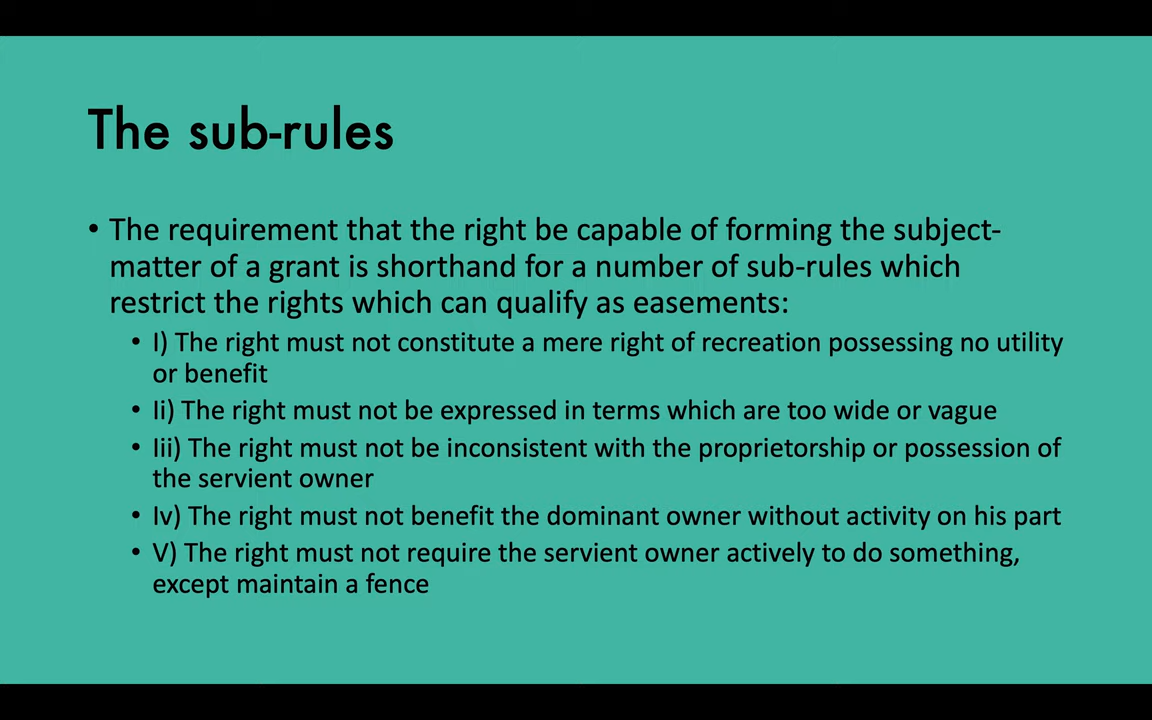 The sub-rules
• The requirement that the right be capable of forming the subject-
matter of a grant is shorthand for a number of sub-rules which
restrict the rights which can qualify as easements:
• I) The right must not constitute a mere right of recreation possessing no utility
or benefit
• Ii) The right must not be expressed in terms which are too wide or vague
• Iii) The right must not be inconsistent with the proprietorship or possession of
the servient owner
• Iv) The right must not benefit the dominant owner without activity on his part
• V) The right must not require the servient owner actively to do something,
except maintain a fence